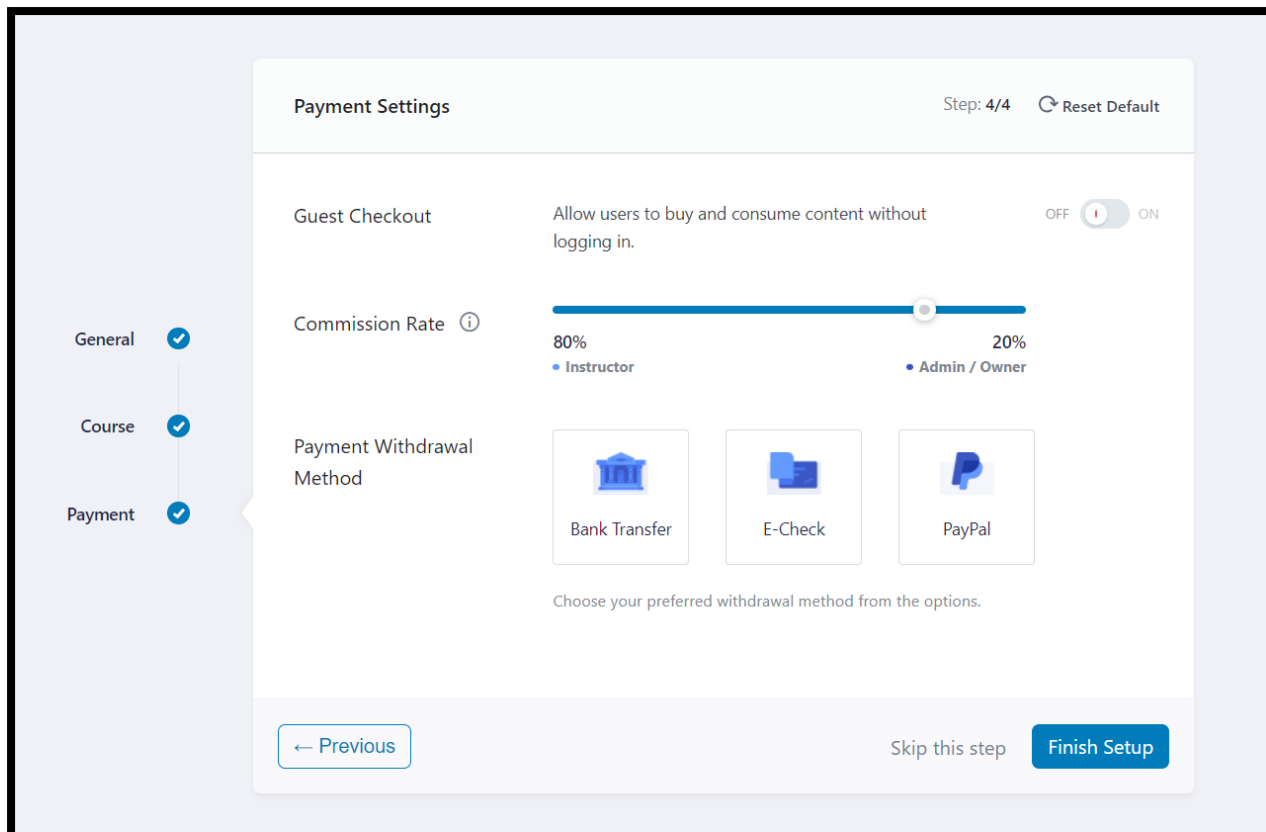 Payment Settings
Step: 4/4
Reset Default
Guest Checkout
Allow users to buy and consume content without
logging in.
OFF
ON
Commission Rate
80%
20%
Instructor
Admin / Owner
General
Course
Payment
Payment Withdrawal
Method
Bank Transfer
E-Check
PayPal
Choose your preferred withdrawal method from the options.
← Previous
Skip this step
Finish Setup